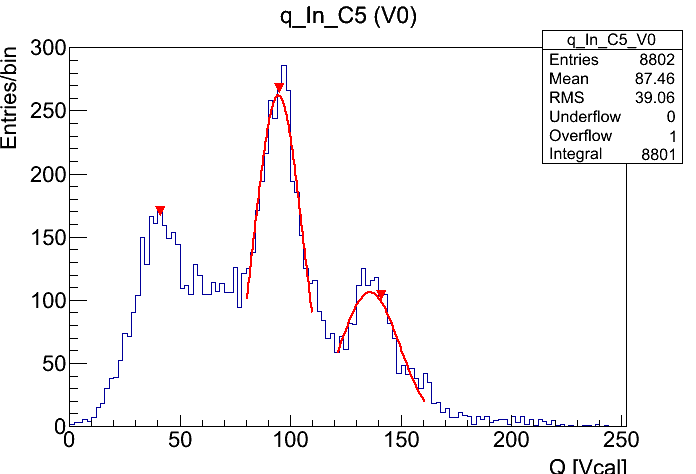 q_In_C5 (V0)
q_In_C5_V0
Entries 8802
Mean 87.46
RMS 39.06
Underflow 0
Overflow 1
Integral 8801
Entries/bin
300
250
200
150
100
50
0
0 50 100 150 200 250
Q [Vcal]